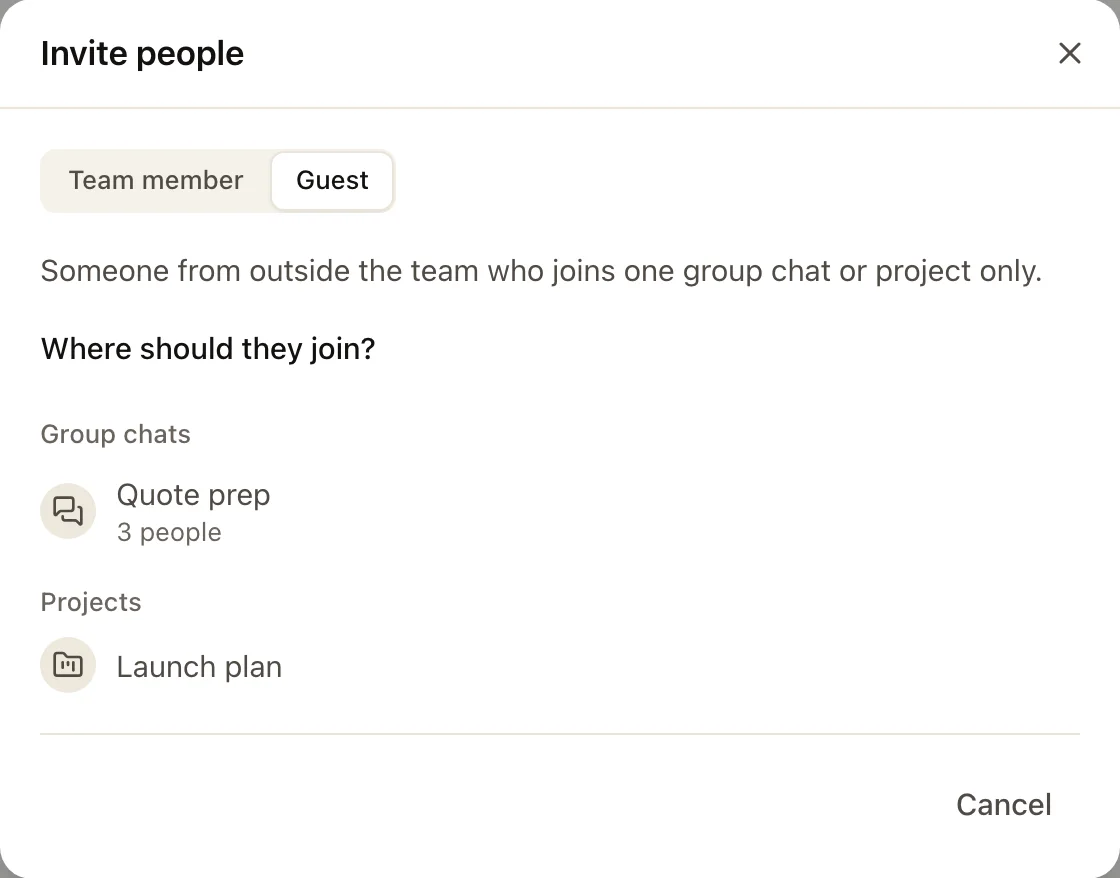 Invite people
Team member
Guest
Someone from outside the team who joins one group chat or project only.
Where should they join?
Group chats
Quote prep
3 people
Projects
Launch plan
Cancel